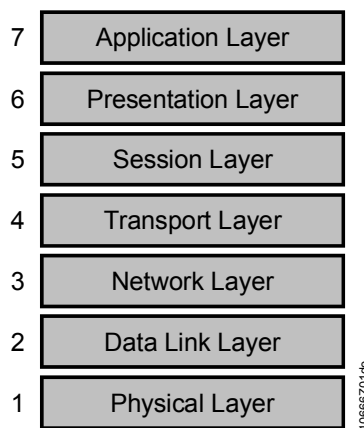 7 Application Layer
6 Presentation Layer
5 Session Layer
4 Transport Layer
3 Network Layer
2 Data Link Layer
1 Physical Layer